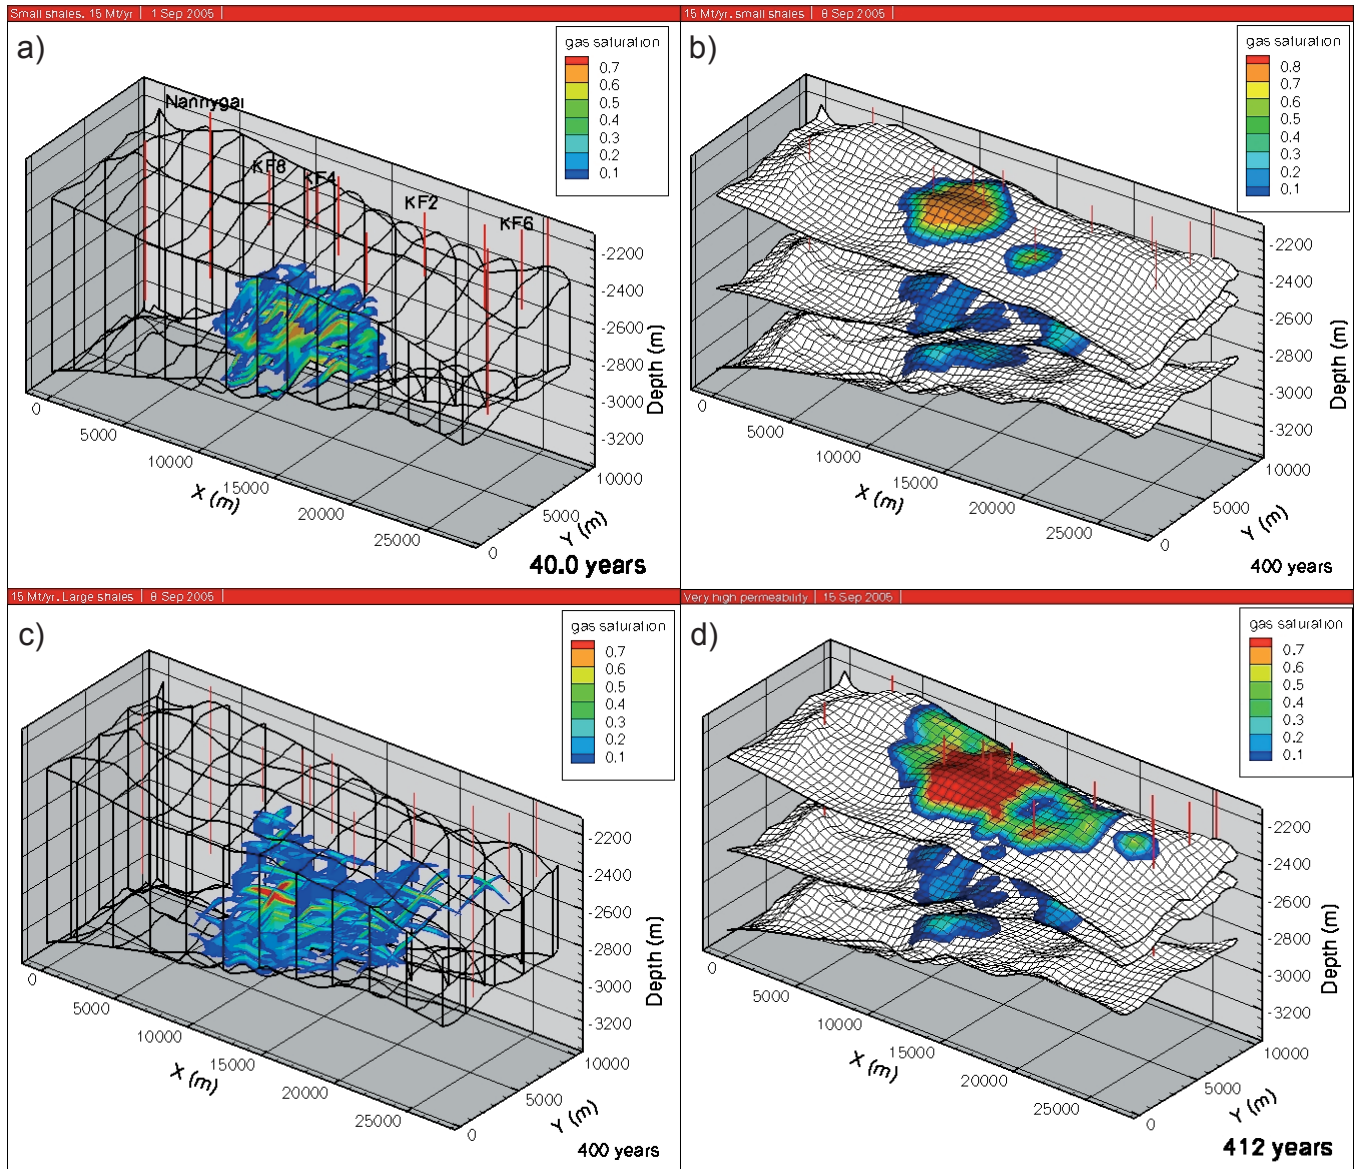 Small shales. 15 Mt/yr | 1 Sep 2005 |
a)
gas saturation
0.7
0.6
0.5
0.4
0.3
0.2
0.1
Nannygai
KF8
KF4
KF2
KF6
-2200
-2400
-2600
-2800
-3000
-3200
Depth (m)
0
5000
10000
15000
20000
25000
X (m)
0
5000
10000
Y (m)
40.0 years
15 Mt/yr. small shales | 8 Sep 2005 |
b)
gas saturation
0.8
0.7
0.6
0.5
0.4
0.3
0.2
0.1
-2200
-2400
-2600
-2800
-3000
-3200
Depth (m)
0
5000
10000
15000
20000
25000
X (m)
0
5000
10000
Y (m)
400 years
15 Mt/yr. Large shales | 8 Sep 2005 |
c)
gas saturation
0.7
0.6
0.5
0.4
0.3
0.2
0.1
-2200
-2400
-2600
-2800
-3000
-3200
Depth (m)
0
5000
10000
15000
20000
25000
X (m)
0
5000
10000
Y (m)
400 years
Very high permeability | 15 Sep 2005 |
d)
gas saturation
0.7
0.6
0.5
0.4
0.3
0.2
0.1
-2200
-2400
-2600
-2800
-3000
-3200
Depth (m)
0
5000
10000
15000
20000
25000
X (m)
0
5000
10000
Y (m)
412 years